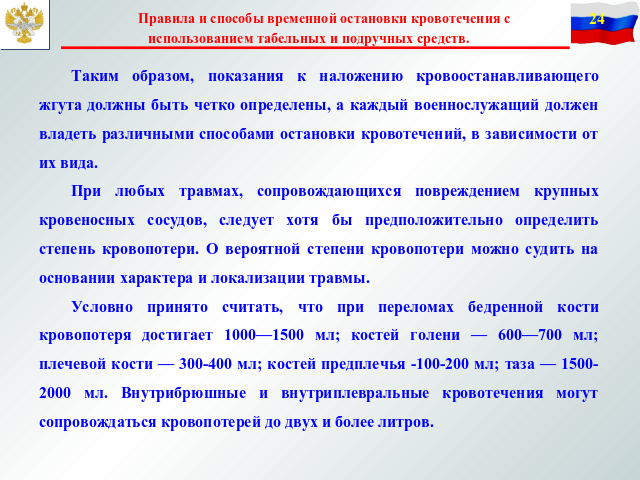 Правила и способы временной остановки кровотечения с
использованием табельных и подручных средств.
24
Таким образом, показания к наложению кровоостанавливающего
жгута должны быть четко определены, а каждый военнослужащий должен
владеть различными способами остановки кровотечений, в зависимости от
их вида.
При любых травмах, сопровождающихся повреждением крупных
кровеносных сосудов, следует хотя бы предположительно определить
степень кровопотери. О вероятной степени кровопотери можно судить на
основании характера и локализации травмы.
Условно принято считать, что при переломах бедренной кости
кровопотеря достигает 1000—1500 мл; костей голени — 600—700 мл;
плечевой кости — 300-400 мл; костей предплечья -100-200 мл; таза — 1500-
2000 мл. Внутрибрюшные и внутриплевральные кровотечения могут
сопровождаться кровопотерей до двух и более литров.